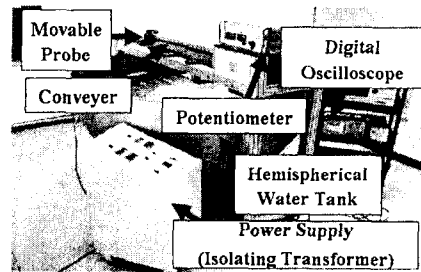 Movable
Probe
Digital
Oscilloscope
Conveyer
Potentiometer
Hemispherical
Water Tank
Power Supply
(Isolating Transformer)